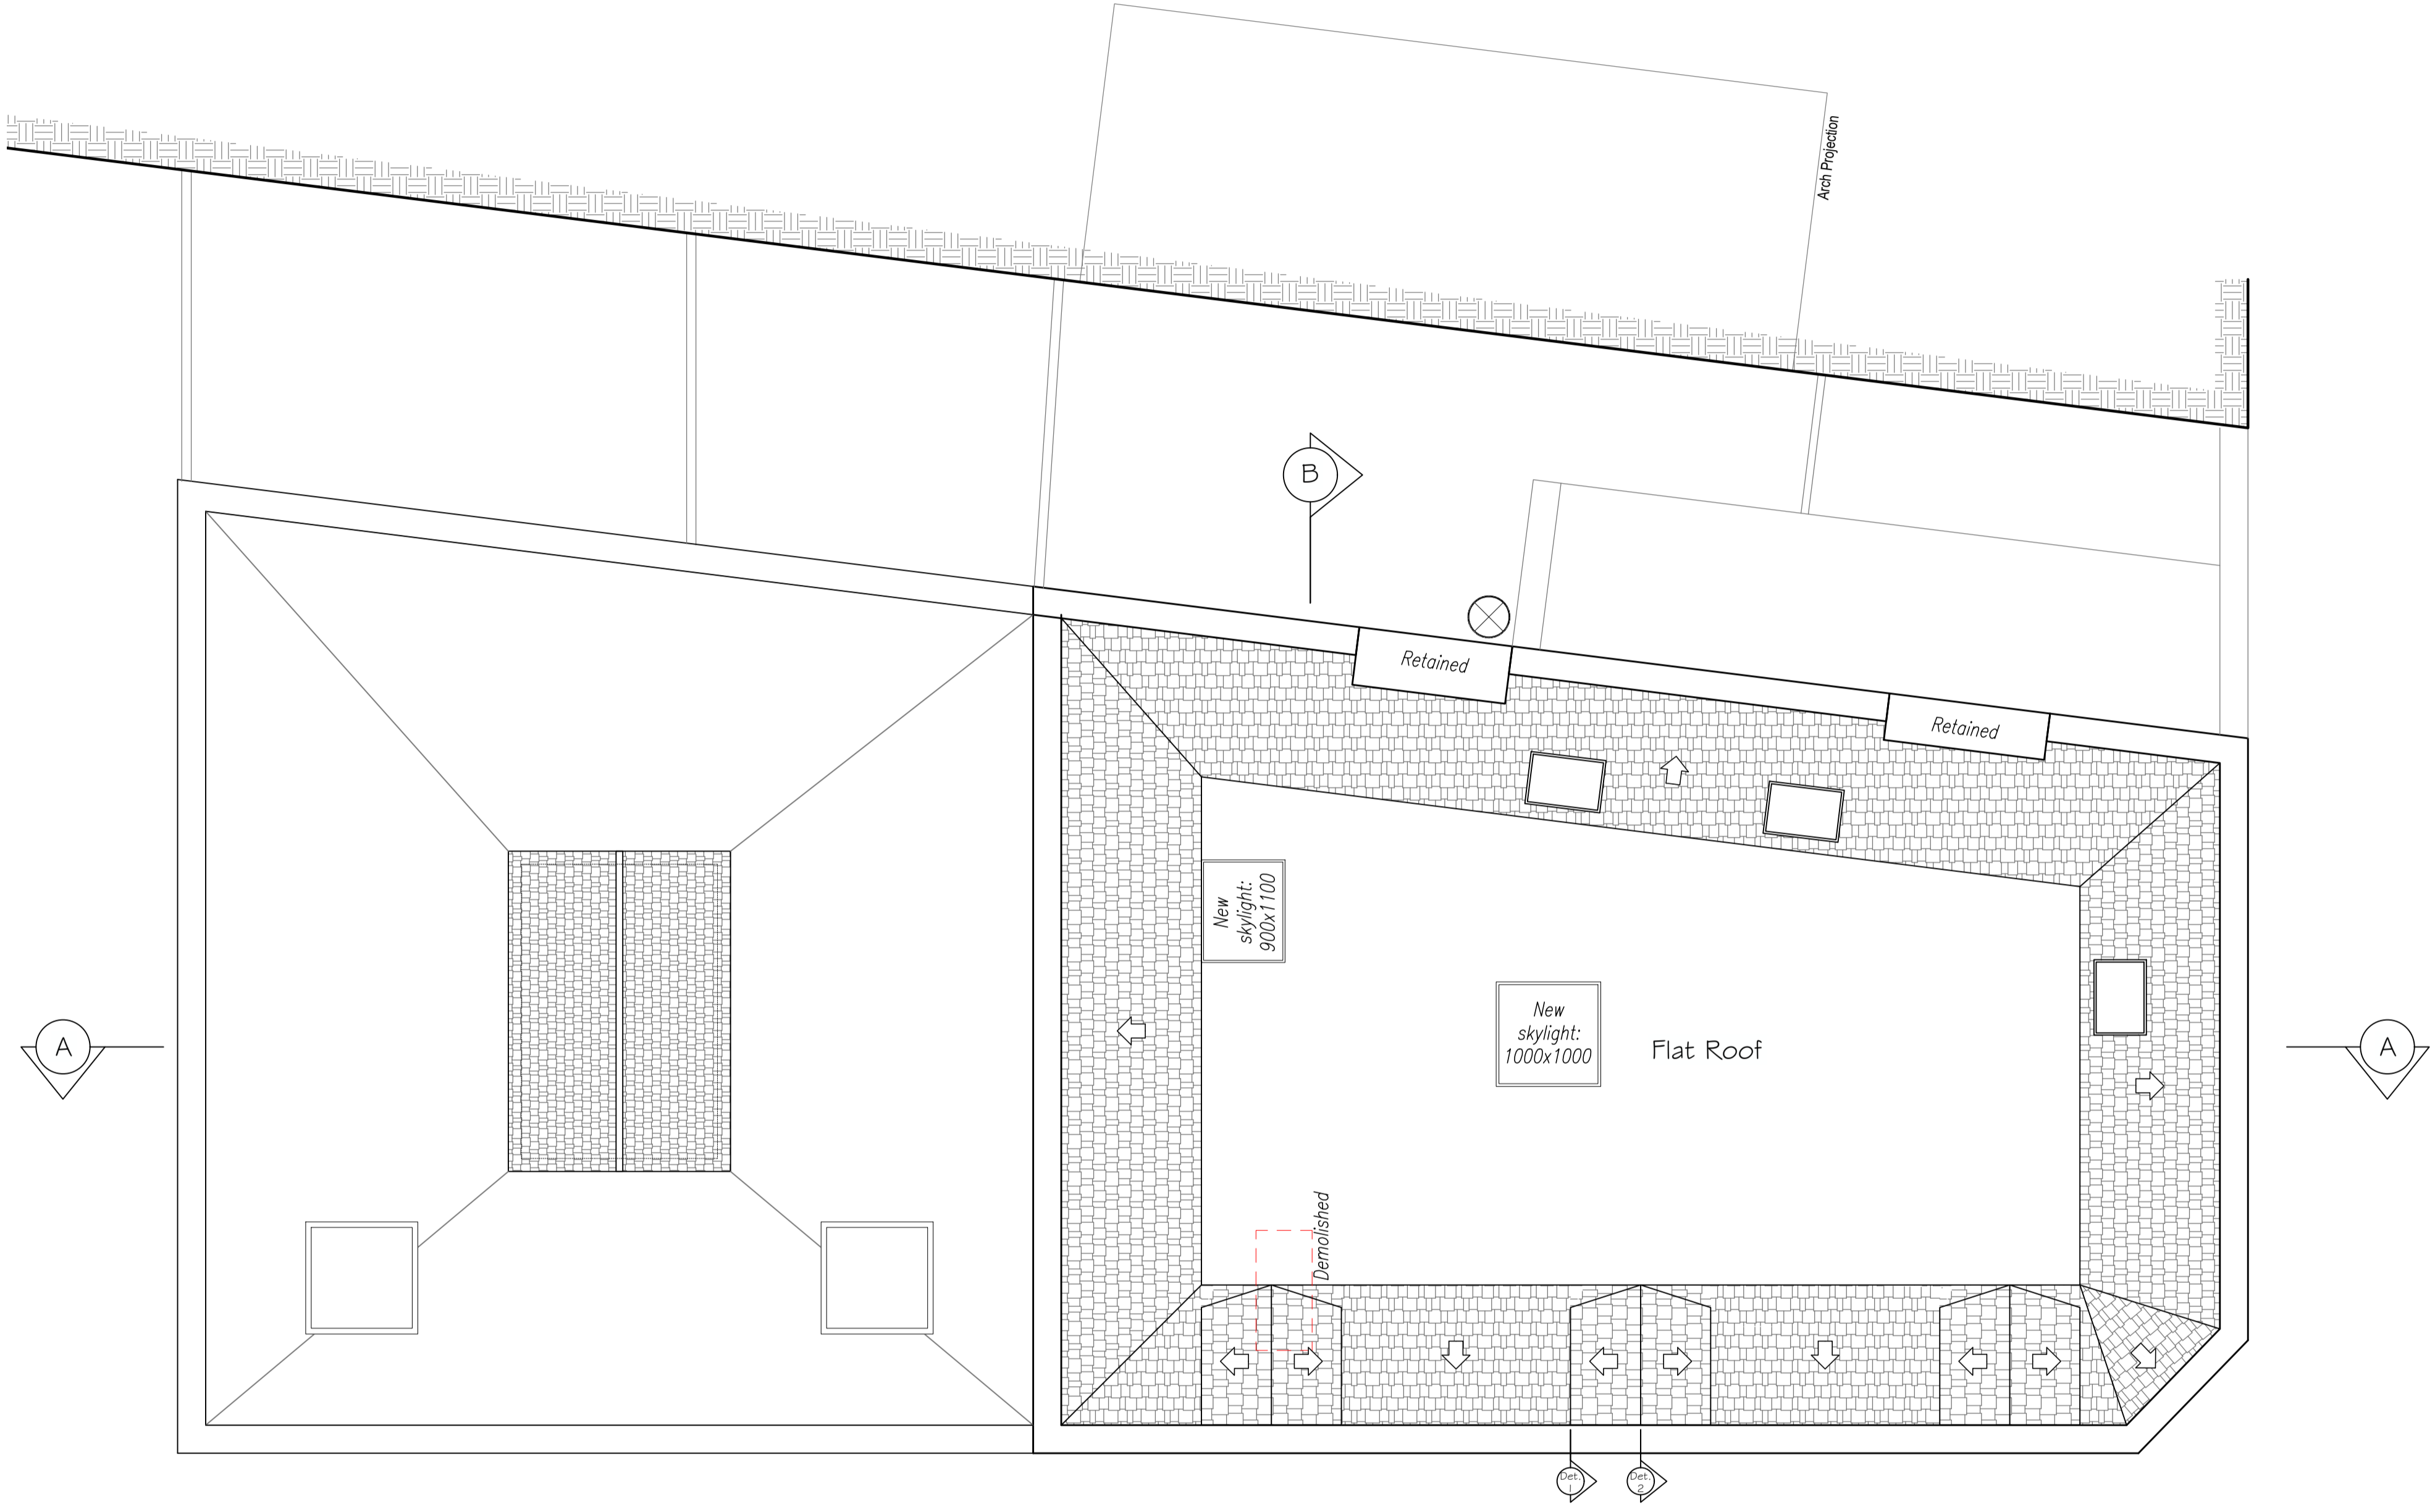 Arch Projection
B
Retained
Retained
New
skylight:
900x1100
New
skylight:
1000x1000
Flat Roof
A
A
Demolished
Det.
1
Det.
2